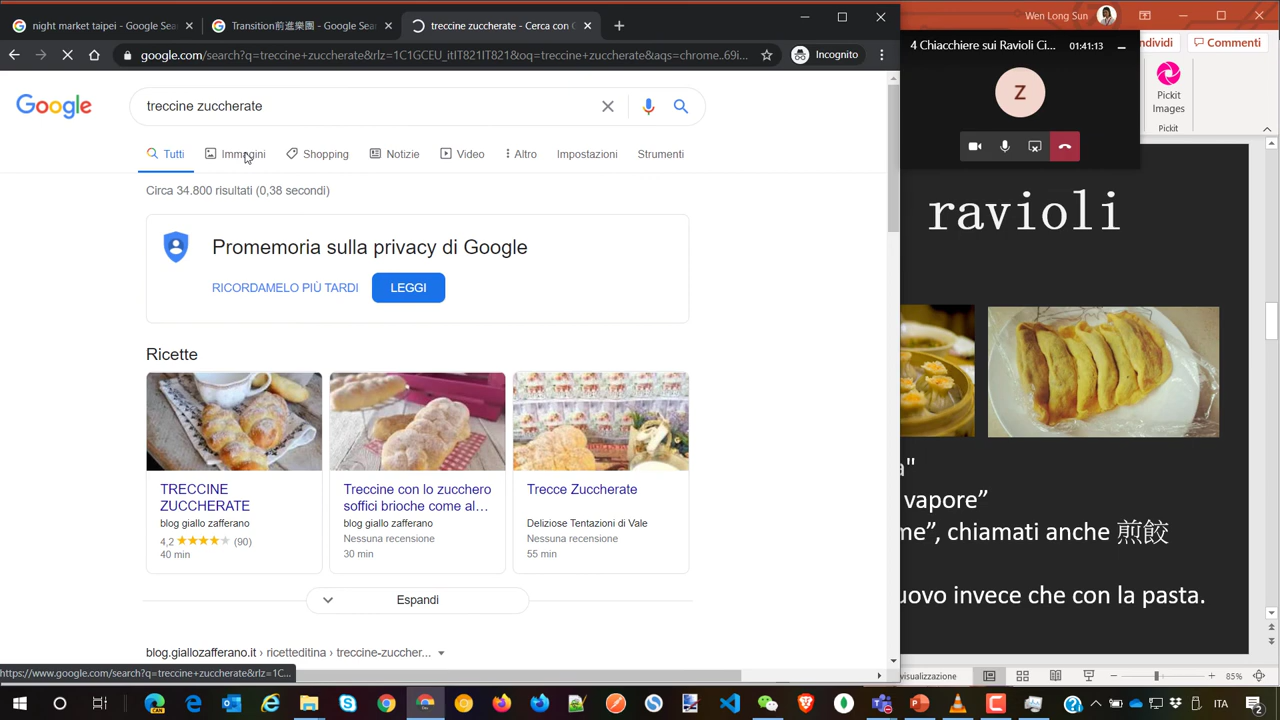 night market taipei - Google Sea
Transition前進樂團 - Google Sea
treccine zuccherate - Cerca con G
Wen Long Sun
google.com/search?q=treccine+zuccherate&rlz=1C1GCEU_itIT821IT821&oq=treccine+zuccherate&aqs=chrome.69i...
Incognito
4 Chiacchiere sui Ravioli Ci...
01:41:13
ndividi
Commenti
Google
treccine zuccherate
Z
Pickit
Images
Pickit
Tutti
Immagini
Shopping
Notizie
Video
Altro
Impostazioni
Strumenti
Circa 34.800 risultati (0,38 secondi)
ravioli
Promemoria sulla privacy di Google
RICORDAMELO PIÙ TARDI
LEGGI
Ricette
TRECCINE
ZUCCHERATE
blog giallo zafferano
4,2 (90)
40 min
Treccine con lo zucchero
soffici brioche come al...
blog giallo zafferano
Nessuna recensione
30 min
Trecce Zuccherate
Deliziose Tentazioni di Vale
Nessuna recensione
55 min
a"
vapore”
me”, chiamati anche 煎餃
uovo invece che con la pasta.
Espandi
blog.giallozafferano.it › ricetteditina › treccine-zuccher...
https://www.google.com/search?q=treccine+zuccherate&rlz=1C...
visualizzazione
85%
ITA
2